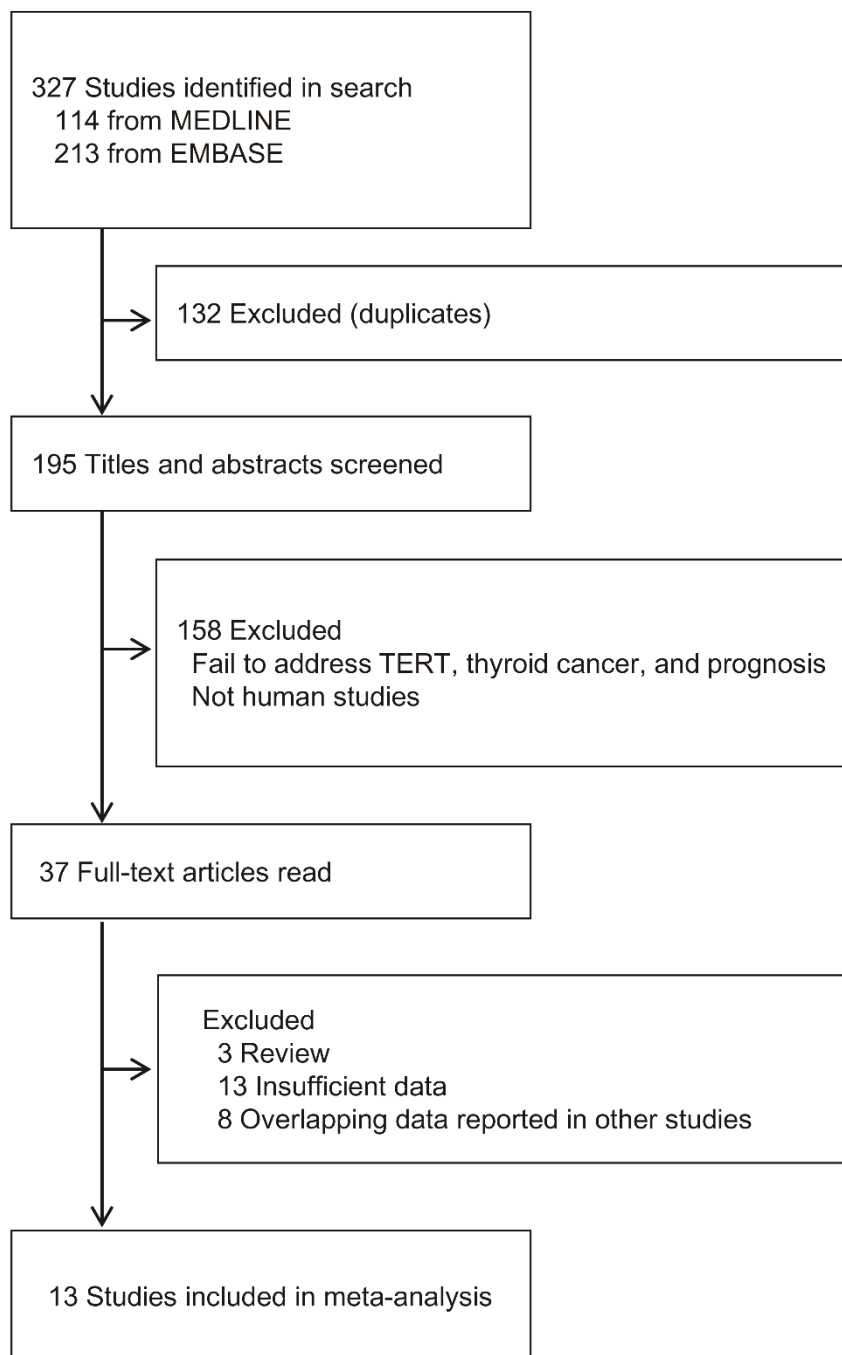 327 Studies identified in search
114 from MEDLINE
213 from EMBASE
132 Excluded (duplicates)
195 Titles and abstracts screened
158 Excluded
Fail to address TERT, thyroid cancer, and prognosis
Not human studies
37 Full-text articles read
Excluded
3 Review
13 Insufficient data
8 Overlapping data reported in other studies
13 Studies included in meta-analysis